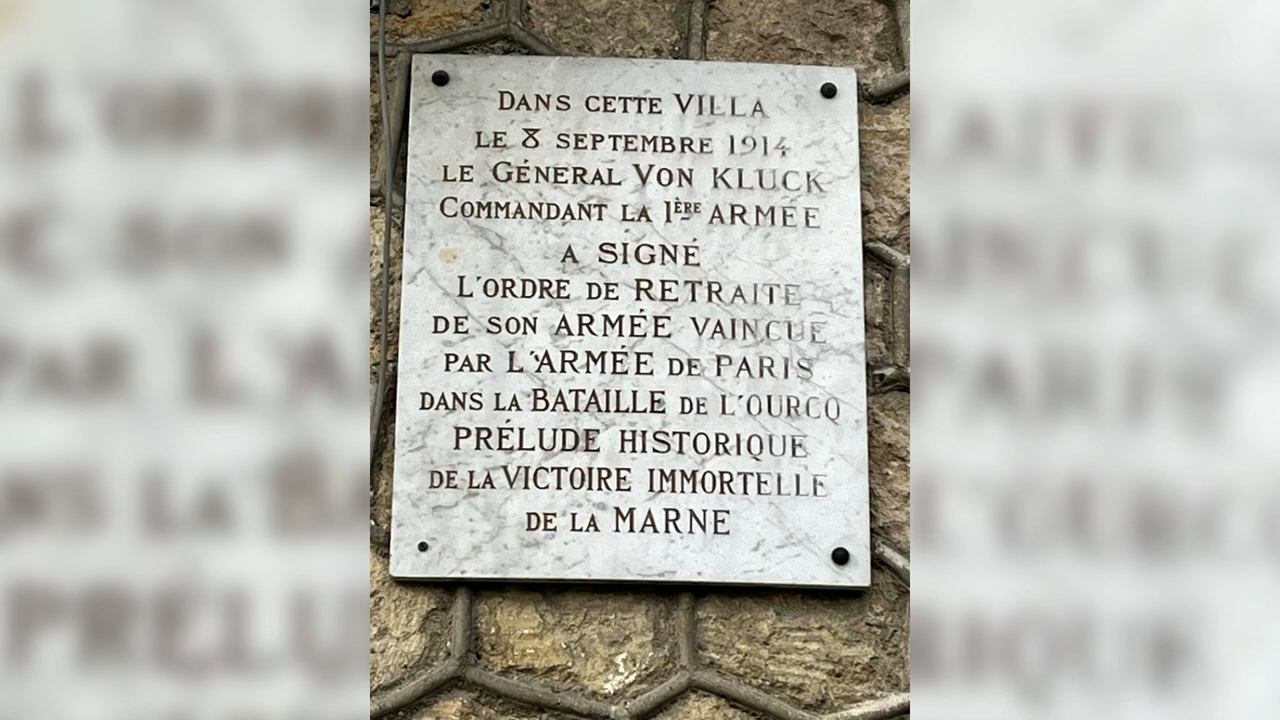 DANS CETTE VILLA
LE 8 SEPTEMBRE 1914
LE GÉNERAL VON KLUCK
COMMANDANT LA 1ÈRE ARMÉE
A SIGNÉ
L'ORDRE DE RETRAITE
DE SON ARMÉE VAINCUE
PAR L'ARMÉE DE PARIS
DANS LA BATAILLE DE L'OURCQ
PRÉLUDE HISTORIQUE
DE LA VICTOIRE IMMORTELLE
DE LA MARNE